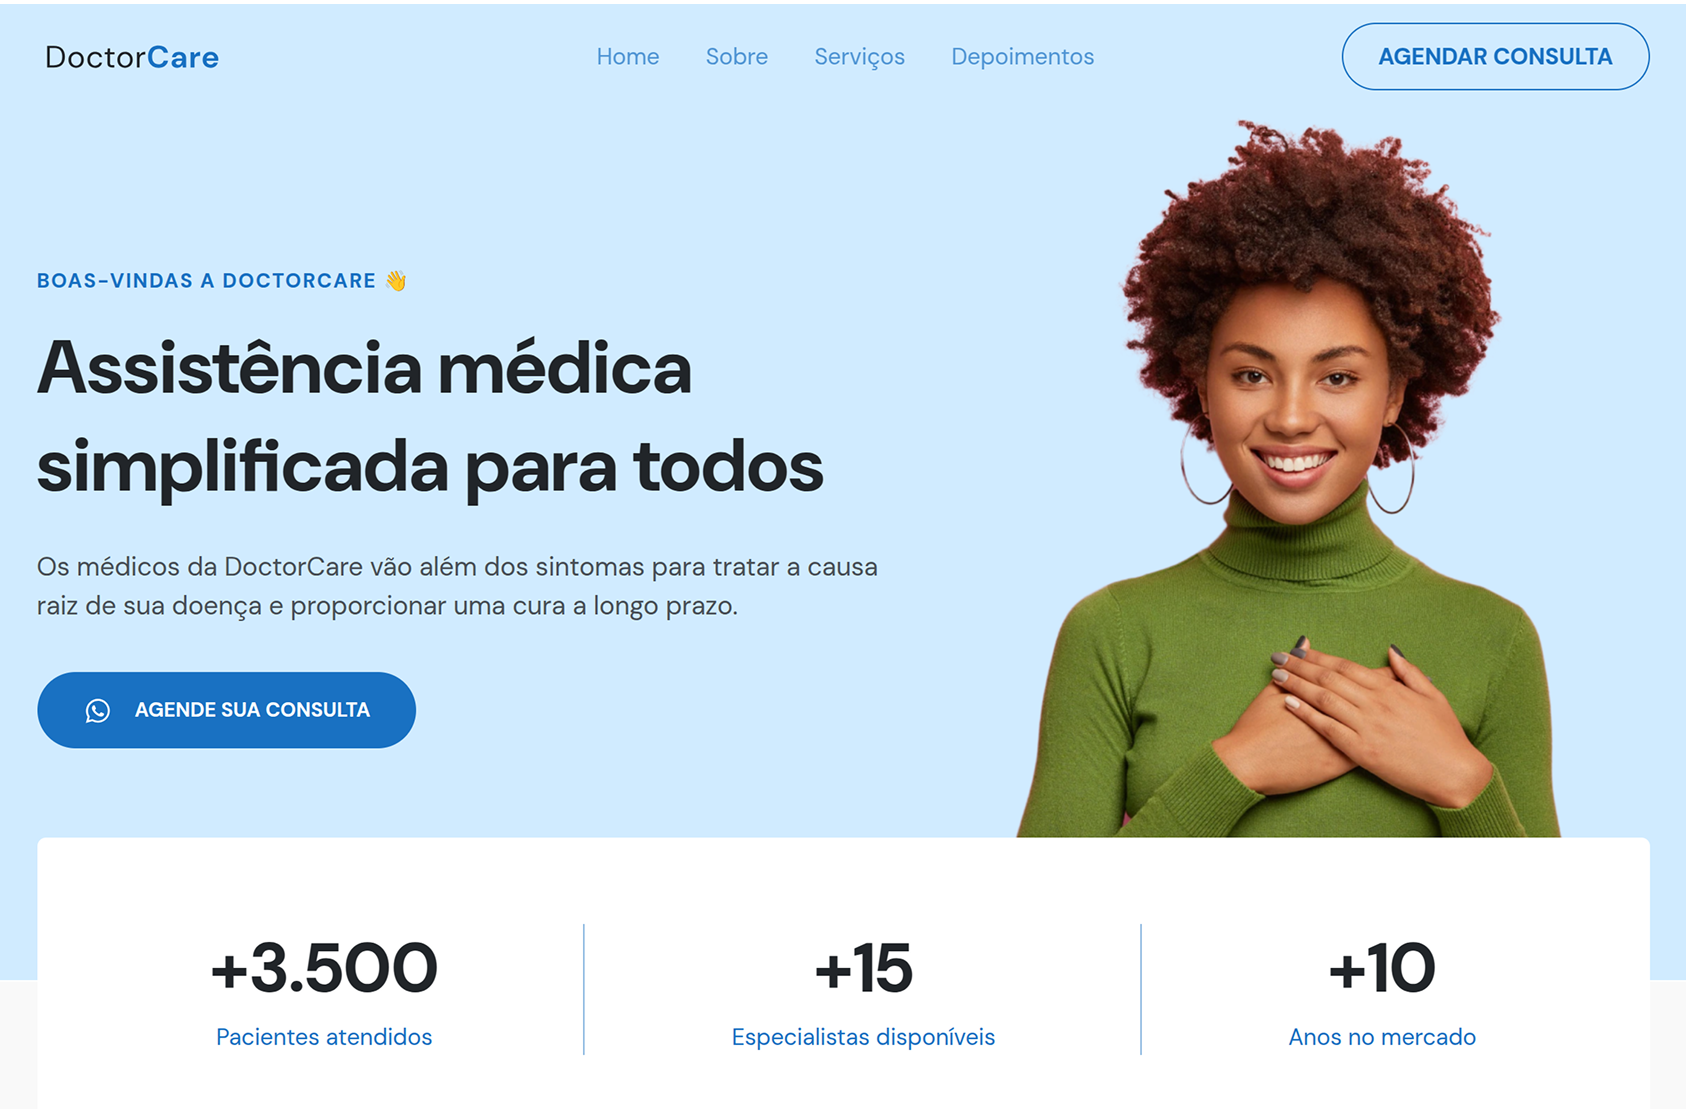 DoctorCare
Home Sobre Serviços Depoimentos
AGENDAR CONSULTA
BOAS-VINDAS A DOCTORCARE 👋
Assistência médica
simplificada para todos
Os médicos da DoctorCare vão além dos sintomas para tratar a causa
raiz de sua doença e proporcionar uma cura a longo prazo.
AGENDE SUA CONSULTA
+3.500
Pacientes atendidos
+15
Especialistas disponíveis
+10
Anos no mercado